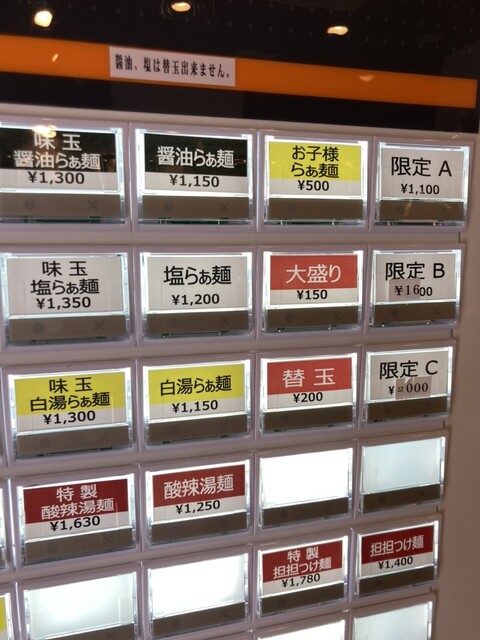 醤油、塩は替玉出来ません。
味玉
醤油らぁ麺
¥1,300
醤油らぁ麺
¥1,150
お子様
らぁ麺
¥500
限定 A
¥1,100
味玉
塩らぁ麺
¥1,350
塩らぁ麺
¥1,200
大盛り
¥150
限定 B
¥1600
味玉
白湯らぁ麺
¥1,300
白湯らぁ麺
¥1,150
替玉
¥200
限定 C
¥2000
特製
酸辣湯麺
¥1,630
酸辣湯麺
¥1,250
特製
担担つけ麺
¥1,780
担担つけ麺
¥1,400